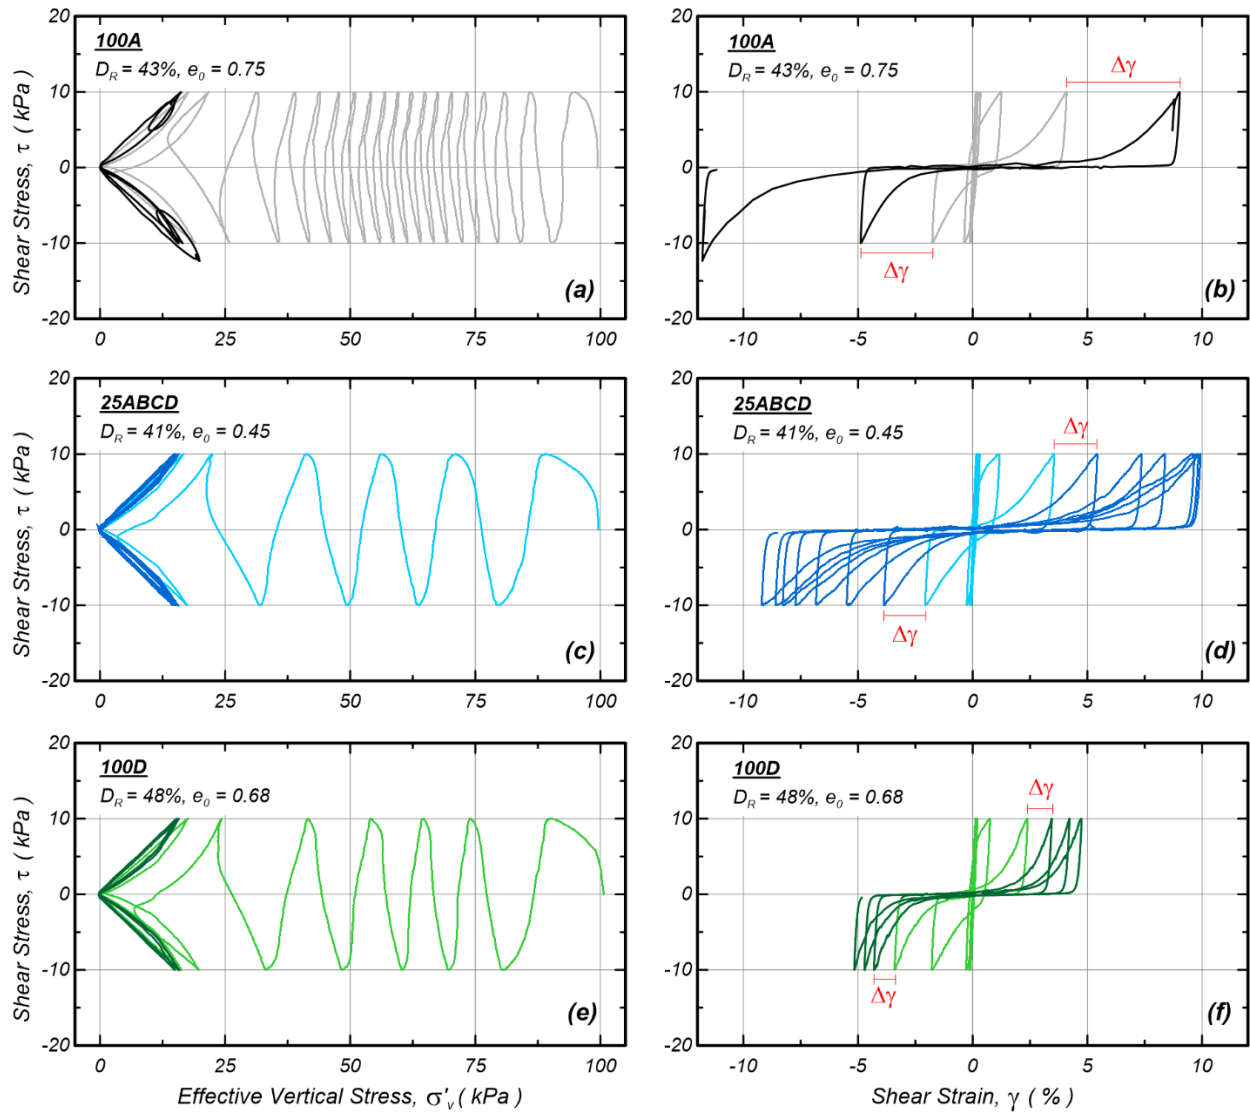 20
10
0
-10
-20
Shear Stress, τ ( kPa)
100A
D_R = 43%, e_0 = 0.75
(a)
0
25
50
75
100
20
10
0
-10
-20
100A
D_R = 43%, e_0 = 0.75
Δγ
Δγ
(b)
-10
-5
0
5
10
20
10
0
-10
-20
Shear Stress, τ ( kPa)
25ABCD
D_R = 41%, e_0 = 0.45
(c)
0
25
50
75
100
20
10
0
-10
-20
25ABCD
D_R = 41%, e_0 = 0.45
Δγ
Δγ
(d)
-10
-5
0
5
10
20
10
0
-10
-20
Shear Stress, τ ( kPa)
100D
D_R = 48%, e_0 = 0.68
(e)
0
25
50
75
100
Effective Vertical Stress, σ'_v ( kPa)
20
10
0
-10
-20
100D
D_R = 48%, e_0 = 0.68
Δγ
Δγ
(f)
-10
-5
0
5
10
Shear Strain, γ ( % )